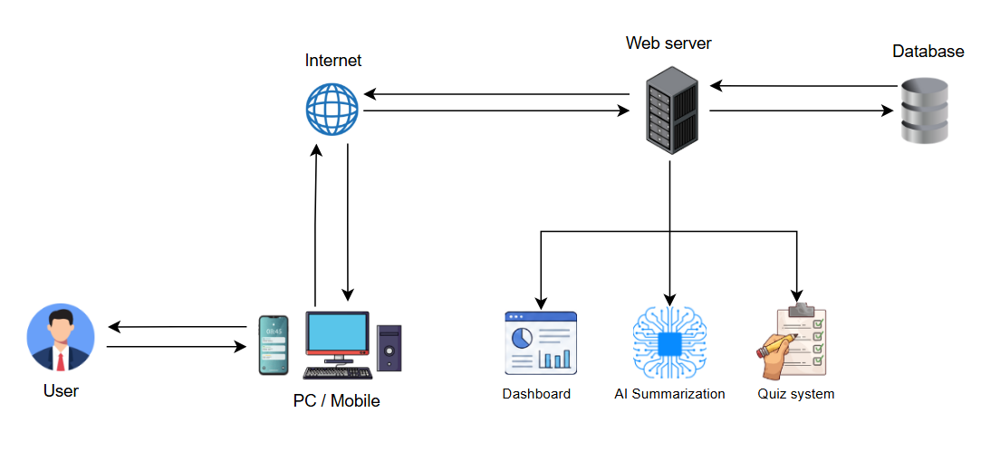 Web server
Database
Internet
User
PC / Mobile
Dashboard
AI Summarization
Quiz system